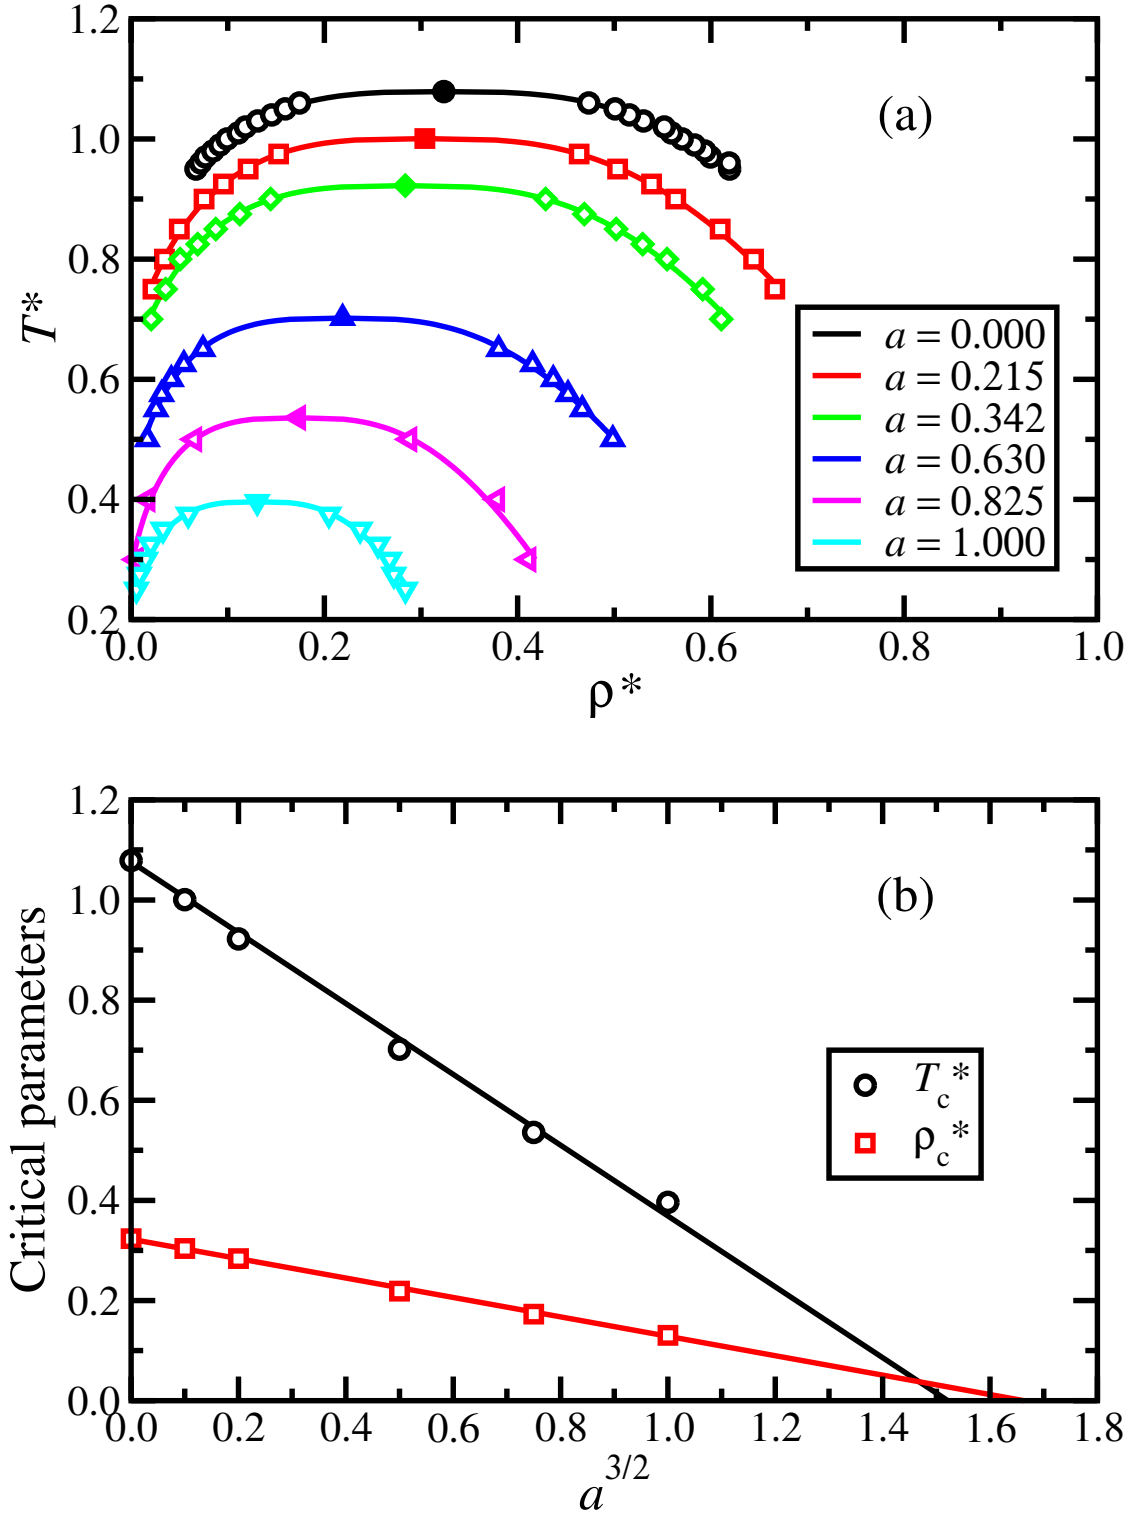 1.2
1.0
0.8
0.6
0.4
0.2
T*
(a)
a = 0.000
a = 0.215
a = 0.342
a = 0.630
a = 0.825
a = 1.000
0.0 0.2 0.4 0.6 0.8 1.0
ρ*
1.2
1.0
0.8
0.6
0.4
0.2
0.0
Critical parameters
(b)
Tc*
ρc*
0.0 0.2 0.4 0.6 0.8 1.0 1.2 1.4 1.6 1.8
a3/2